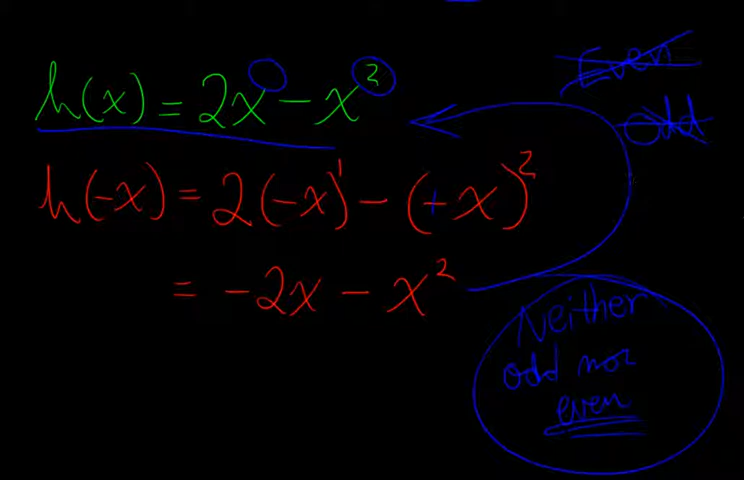 h(x) = 2x - x²
Even
odd
h(-x) = 2(-x)¹ - (+x)²
= -2x - x²
Neither
odd nor
even